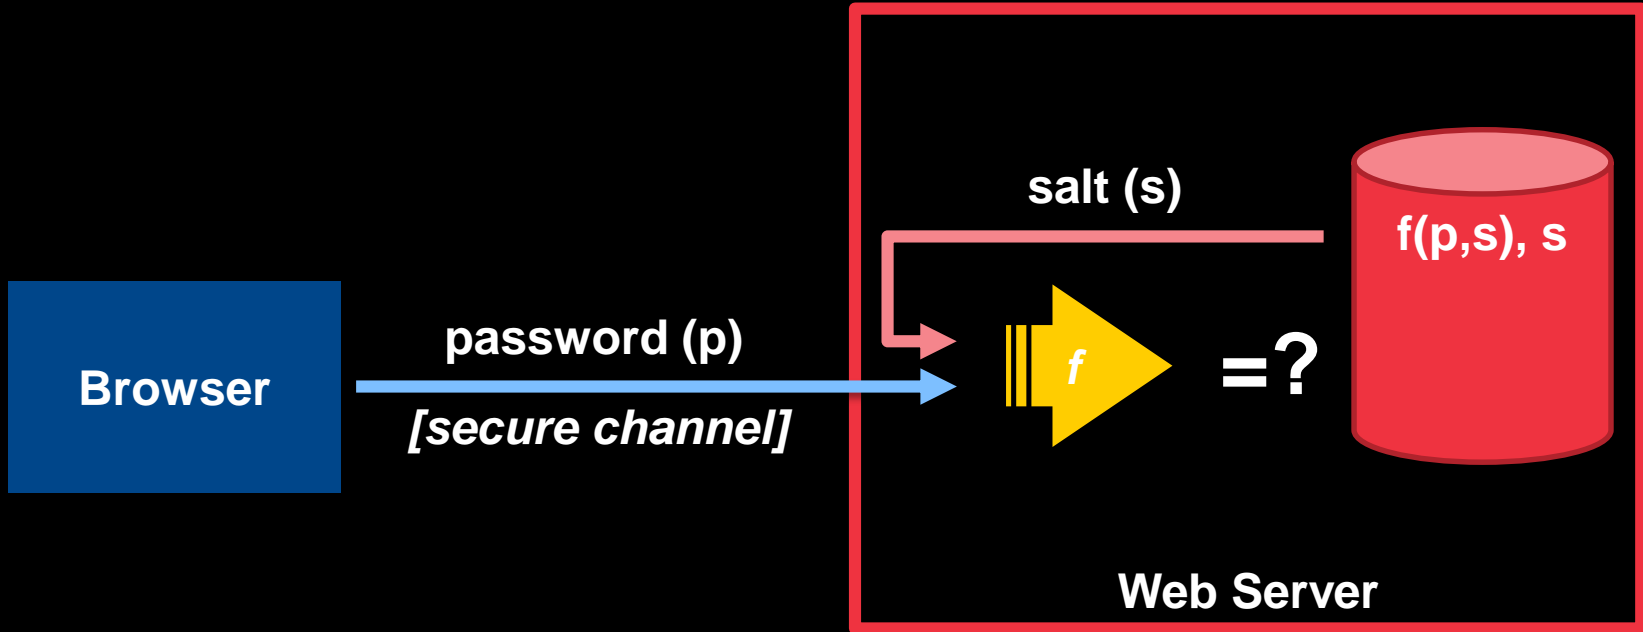 salt (s)
f(p,s), s
password (p)
Browser
[secure channel]
f
=?
Web Server